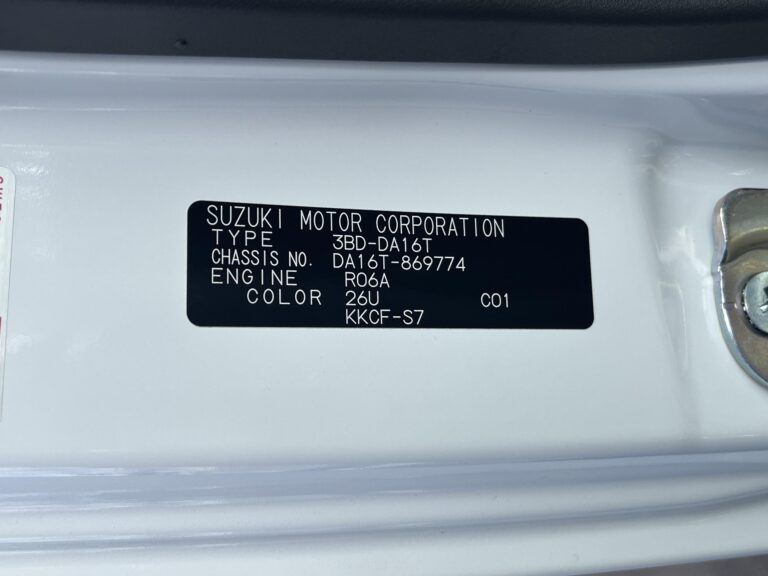 SUZUKI MOTOR CORPORATION
TYPE 3BD-DA16T
CHASSIS NO. DA16T-869774
ENGINE R06A
COLOR 26U C01
KKCF-S7